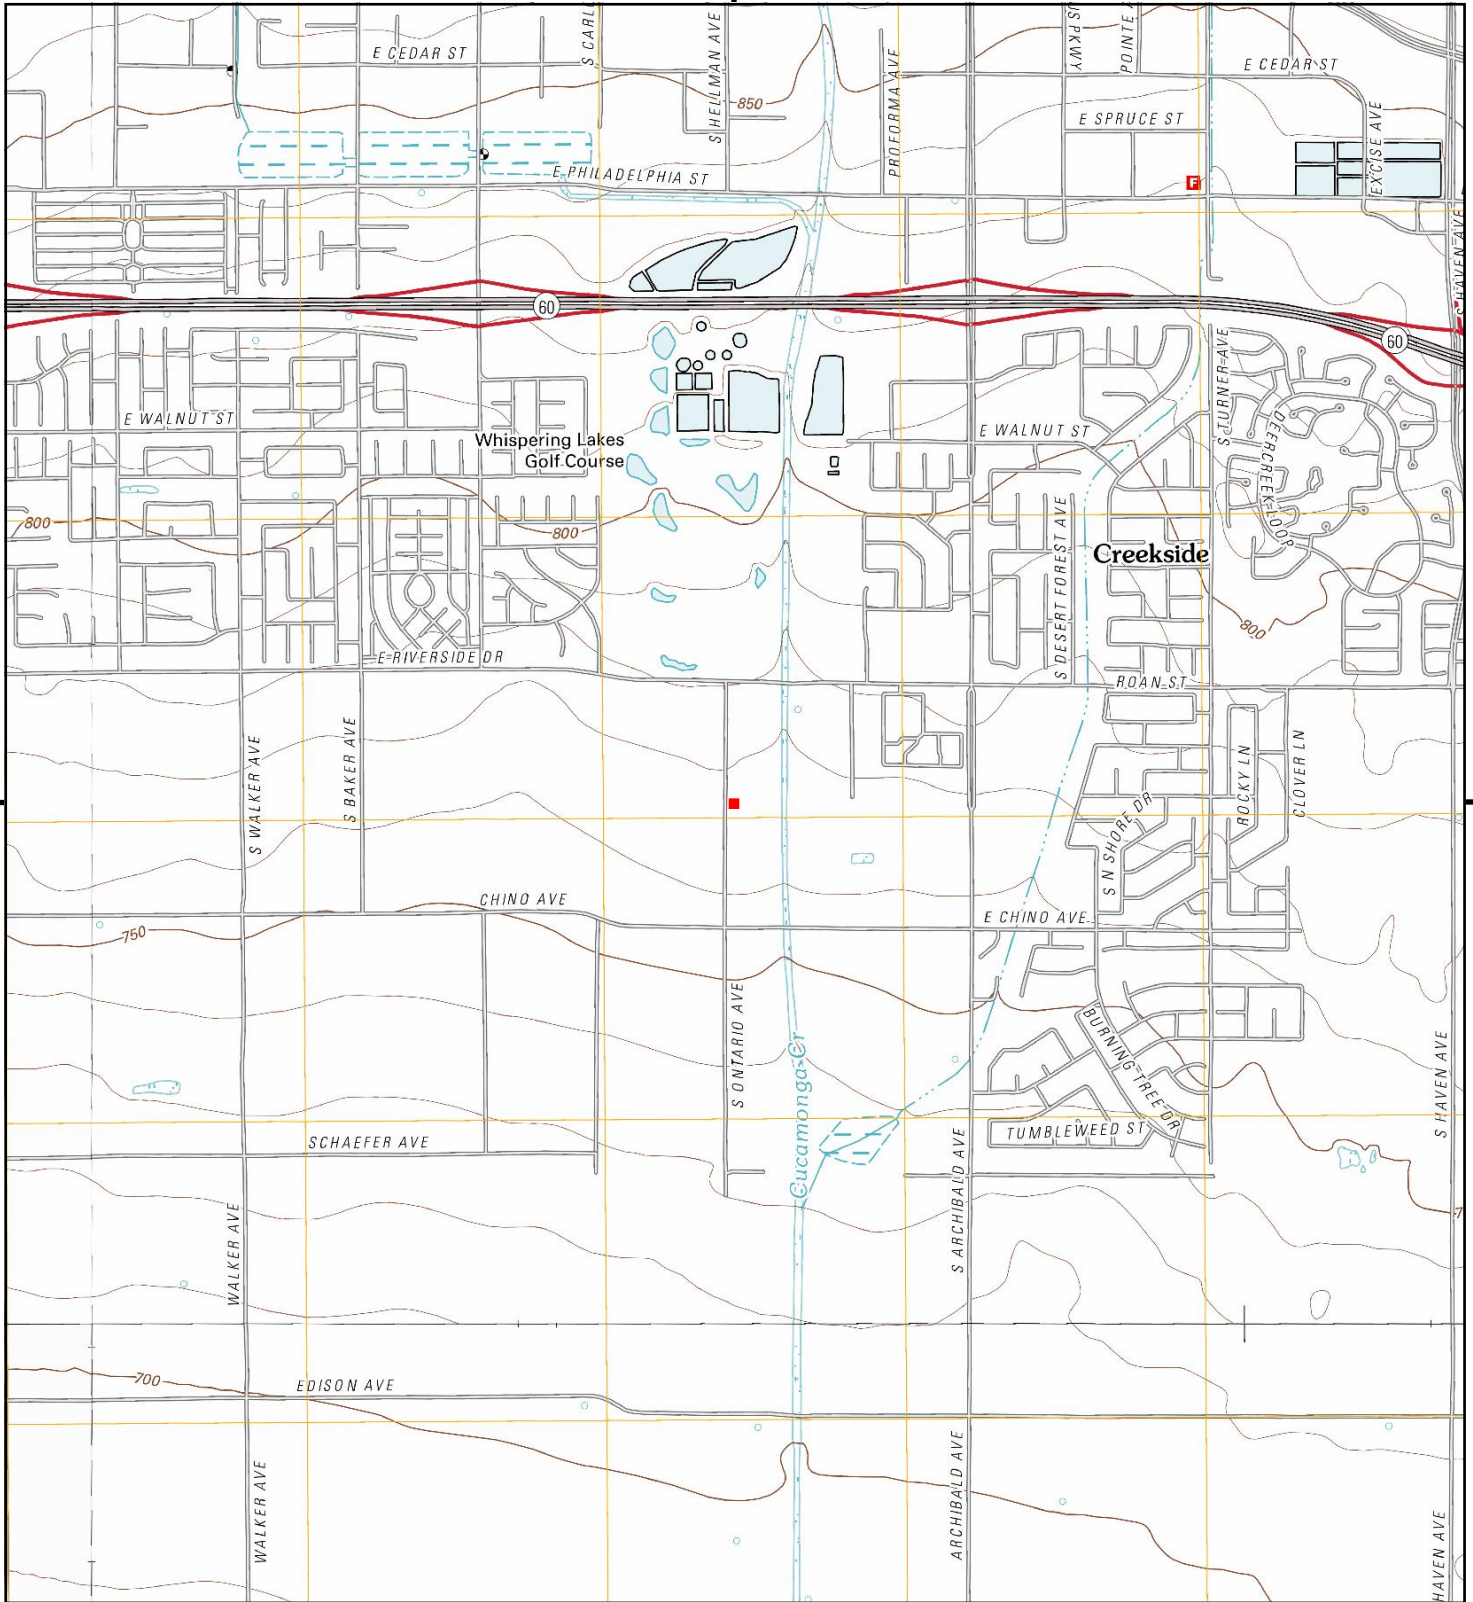 E CEDAR ST
S CARL
S HELLMAN AVE
850
PROFORMA AVE
US PKWY
POINTE
E CEDAR ST
E SPRUCE ST
EXCISE AVE
E PHILADELPHIA ST
F
S HAVEN AVE
60
60
E WALNUT ST
Whispering Lakes
Golf Course
E WALNUT ST
S TURNER AVE
DEERCREEK LOOP
800
800
S DESERT FOREST AVE
Creekside
800
E RIVERSIDE DR
ROAN ST
S WALKER AVE
S BAKER AVE
S N SHORE DR
ROCKY LN
CLOVER LN
CHINO AVE
E CHINO AVE
750
S ONTARIO AVE
Cucamonga Cr
BURNING TREE DR
S HAVEN AVE
SCHAEFER AVE
TUMBLEWEED ST
WALKER AVE
S ARCHIBALD AVE
700
EDISON AVE
WALKER AVE
ARCHIBALD AVE
HAVEN AVE